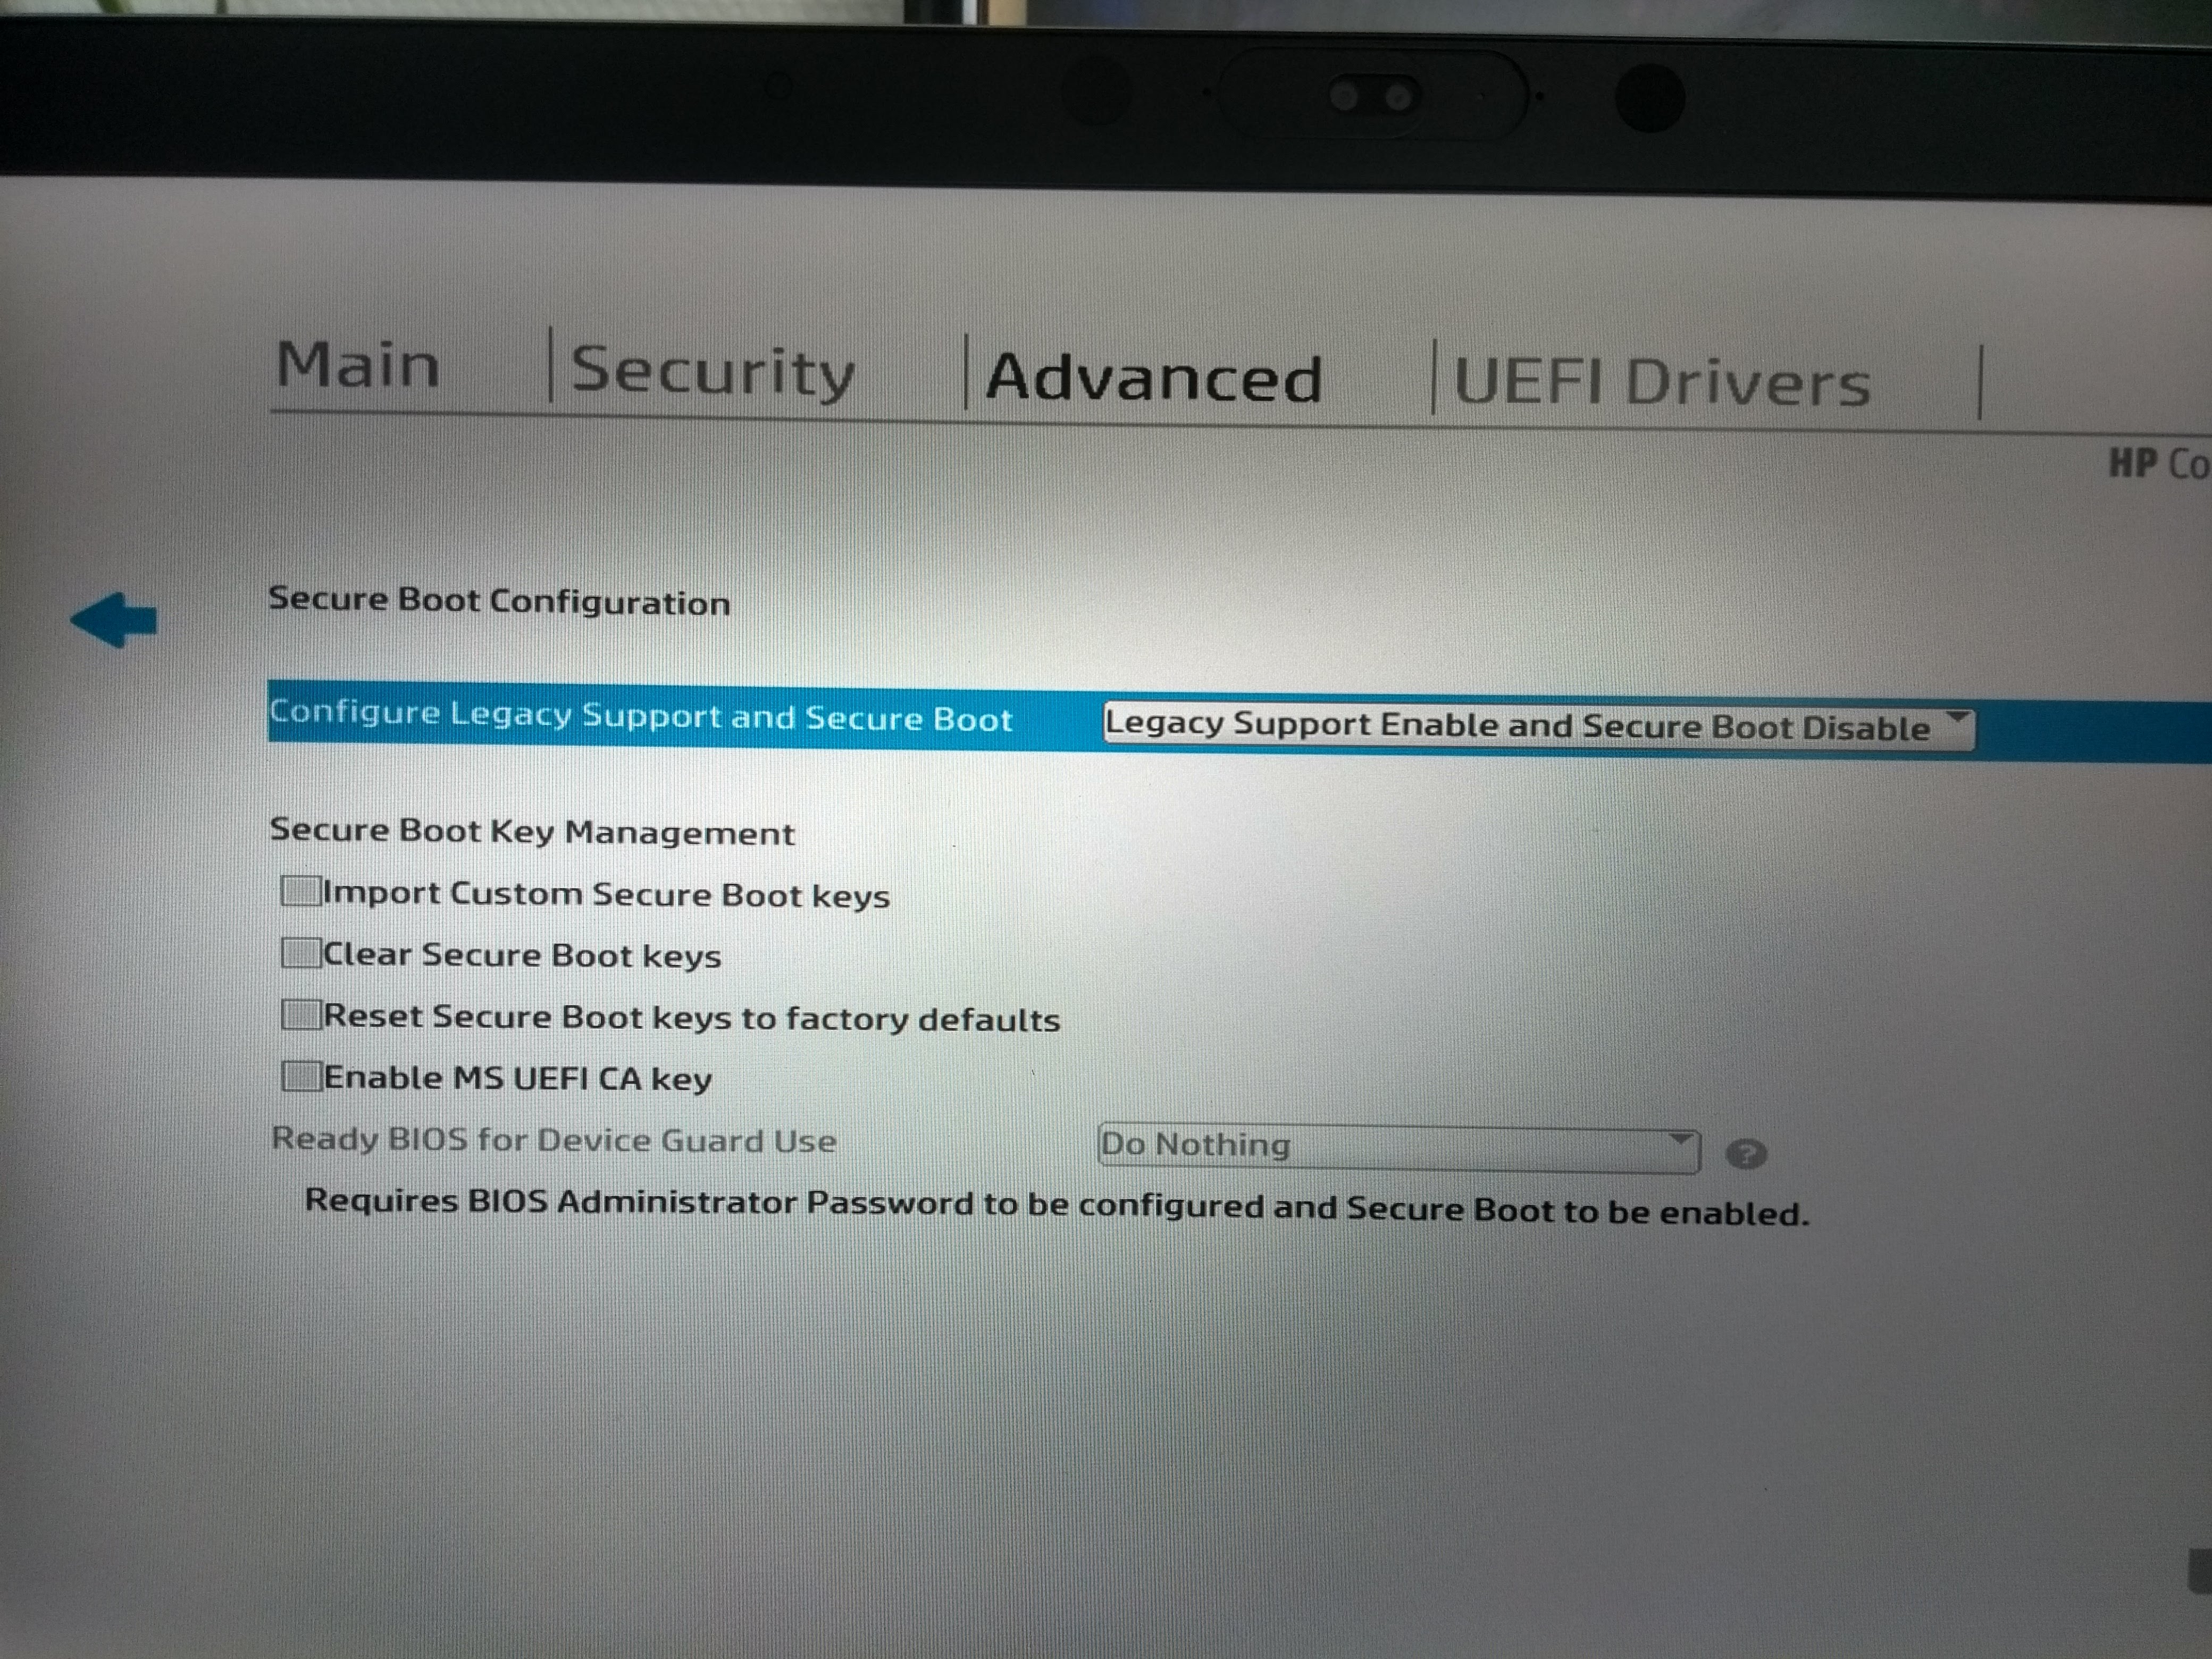 Main Security Advanced UEFI Drivers
HP
Secure Boot Configuration
Configure Legacy Support and Secure Boot Legacy Support Enable and Secure Boot Disable
Secure Boot Key Management
Import Custom Secure Boot keys
Clear Secure Boot keys
Reset Secure Boot keys to factory defaults
Enable MS UEFI CA key
Ready BIOS for Device Guard Use Do Nothing ?
Requires BIOS Administrator Password to be configured and Secure Boot to be enabled.